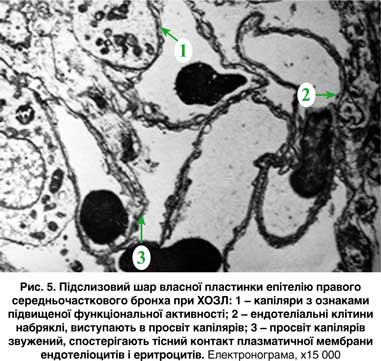 1
2
3
Рис. 5. Підслизовий шар власної пластинки епітелію правого
середньочасткового бронха при ХОЗЛ: 1 – капіляри з ознаками
підвищеної функціональної активності; 2 – ендотеліальні клітини
набряклі, виступають в просвіт капілярів; 3 – просвіт капілярів
звужений, спостерігають тісний контакт плазматичної мембрани
ендотеліоцитів і еритроцитів. Електронограма, х15 000